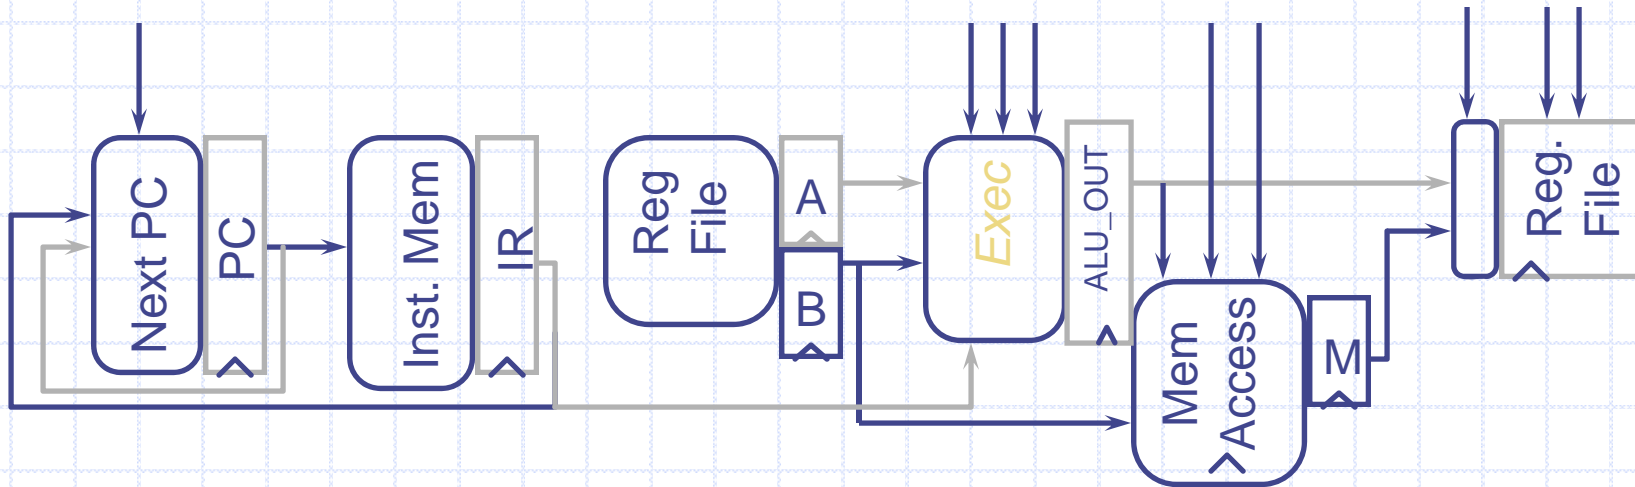 Next PC
PC
Inst. Mem
IR
Reg
File
A
B
Exec
ALU_OUT
Mem
Access
M
Reg.
File